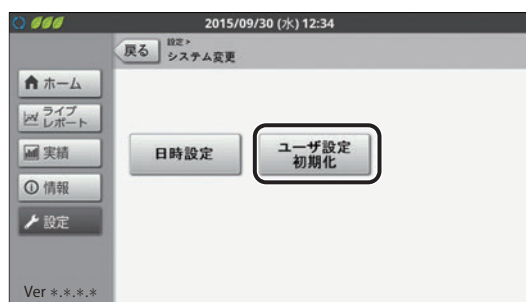 2015/09/30 (水) 12:34
戻る
設定>
システム変更
ホーム
ライブ
レポート
実績
情報
設定
日時設定
ユーザ設定
初期化
Ver *.*.*.*